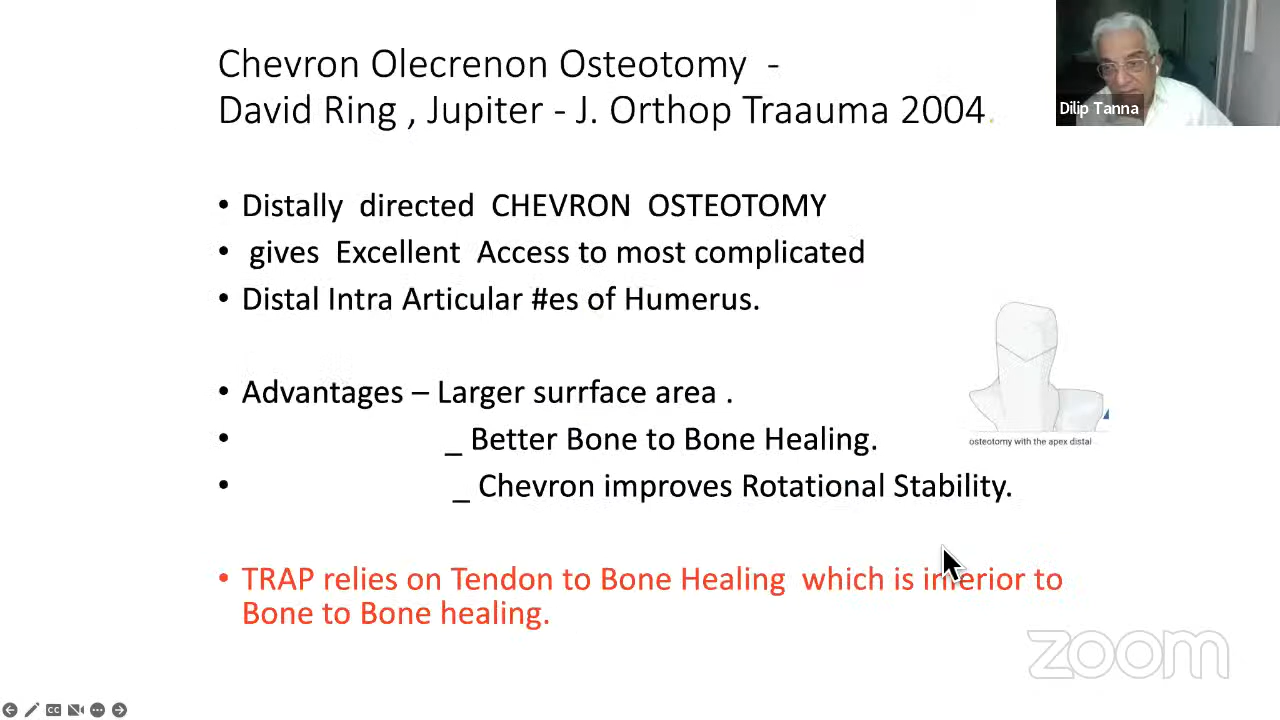 Chevron Olecrenon Osteotomy -
David Ring , Jupiter - J. Orthop Traauma 2004.
Dilip Tanna
• Distally directed CHEVRON OSTEOTOMY
• gives Excellent Access to most complicated
• Distal Intra Articular #es of Humerus.
• Advantages – Larger surrface area .
• _ Better Bone to Bone Healing.
• _ Chevron improves Rotational Stability.
osteotomy with the apex distal
• TRAP relies on Tendon to Bone Healing which is inferior to
Bone to Bone healing.
zoom
CC